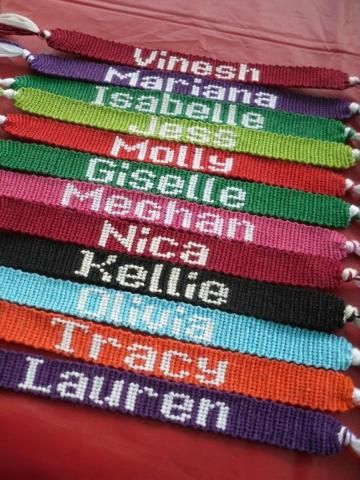 Vinesh
Mariana
Isabelle
Jess
Molly
Giselle
Meghan
Nica
Kellie
Olivia
Tracy
Lauren